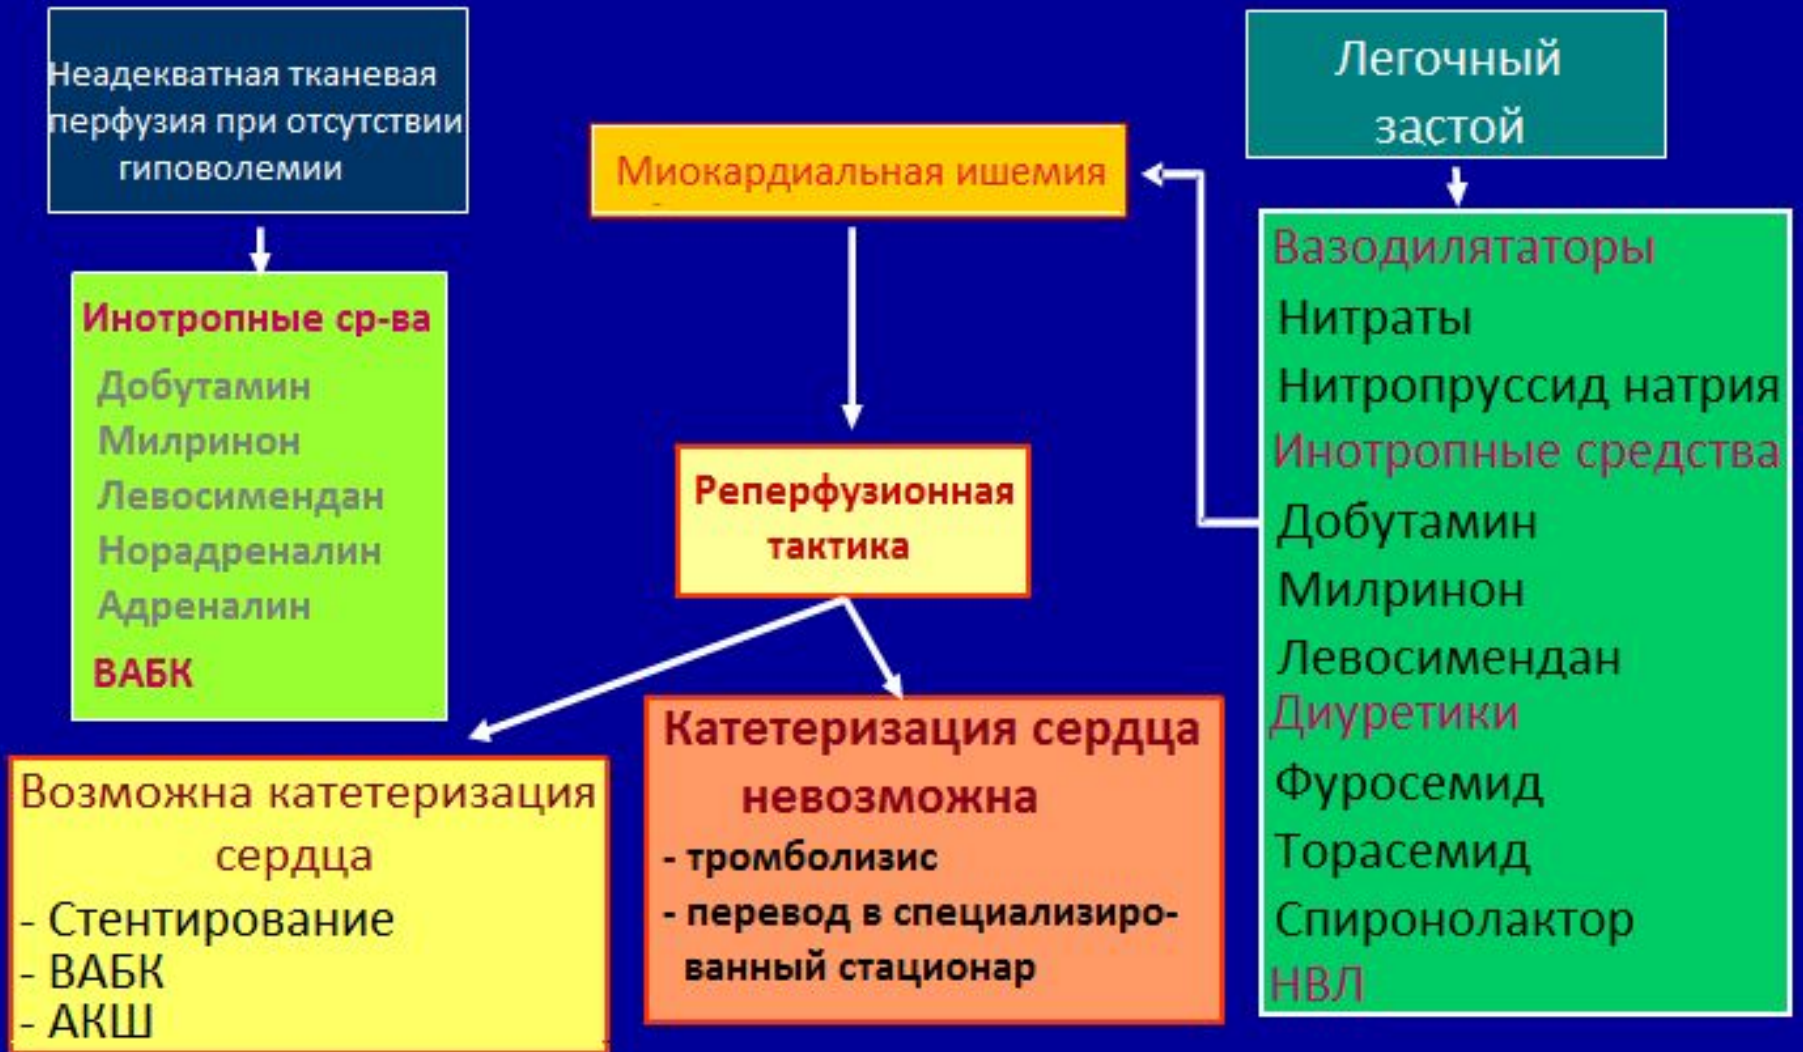 Неадекватная тканевая
перфузия при отсутствии
гиповолемии
Инотропные ср-ва
Добутамин
Милринон
Левосимендан
Норадреналин
Адреналин
ВАБК
Миокардиальная ишемия
Реперфузионная
тактика
Возможна катетеризация
сердца
- Стентирование
- ВАБК
- АКШ
Катетеризация сердца
невозможна
- тромболизис
- перевод в специализиро-
ванный стационар
Легочный
застой
Вазодилятаторы
Нитраты
Нитропруссид натрия
Инотропные средства
Добутамин
Милринон
Левосимендан
Диуретики
Фуросемид
Торасемид
Спиронолактор
НВЛ